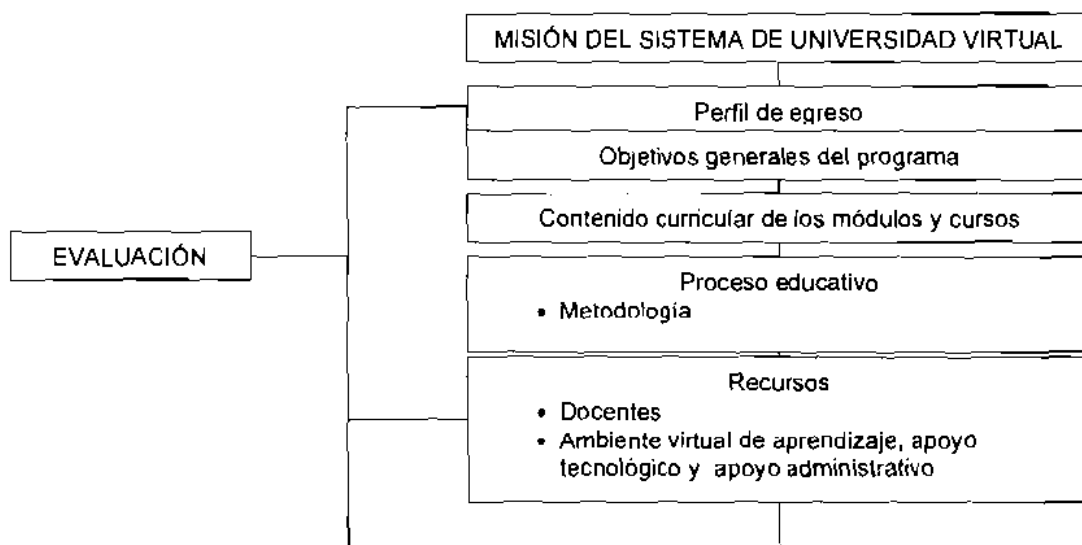 MISIÓN DEL SISTEMA DE UNIVERSIDAD VIRTUAL
Perfil de egreso
Objetivos generales del programa
Contenido curricular de los módulos y cursos
EVALUACIÓN
Proceso educativo
• Metodología
Recursos
• Docentes
• Ambiente virtual de aprendizaje, apoyo
tecnológico y apoyo administrativo